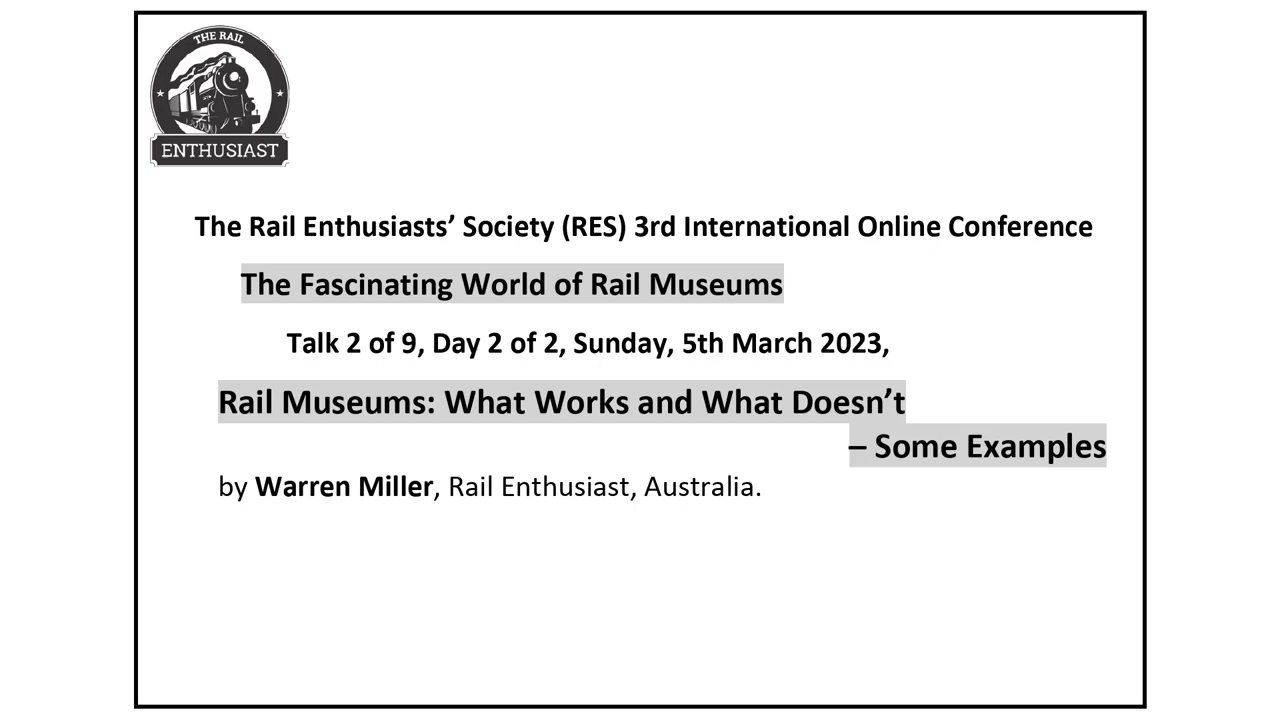 THE RAIL
ENTHUSIAST
The Rail Enthusiasts’ Society (RES) 3rd International Online Conference
The Fascinating World of Rail Museums
Talk 2 of 9, Day 2 of 2, Sunday, 5th March 2023,
Rail Museums: What Works and What Doesn’t
– Some Examples
by Warren Miller, Rail Enthusiast, Australia.